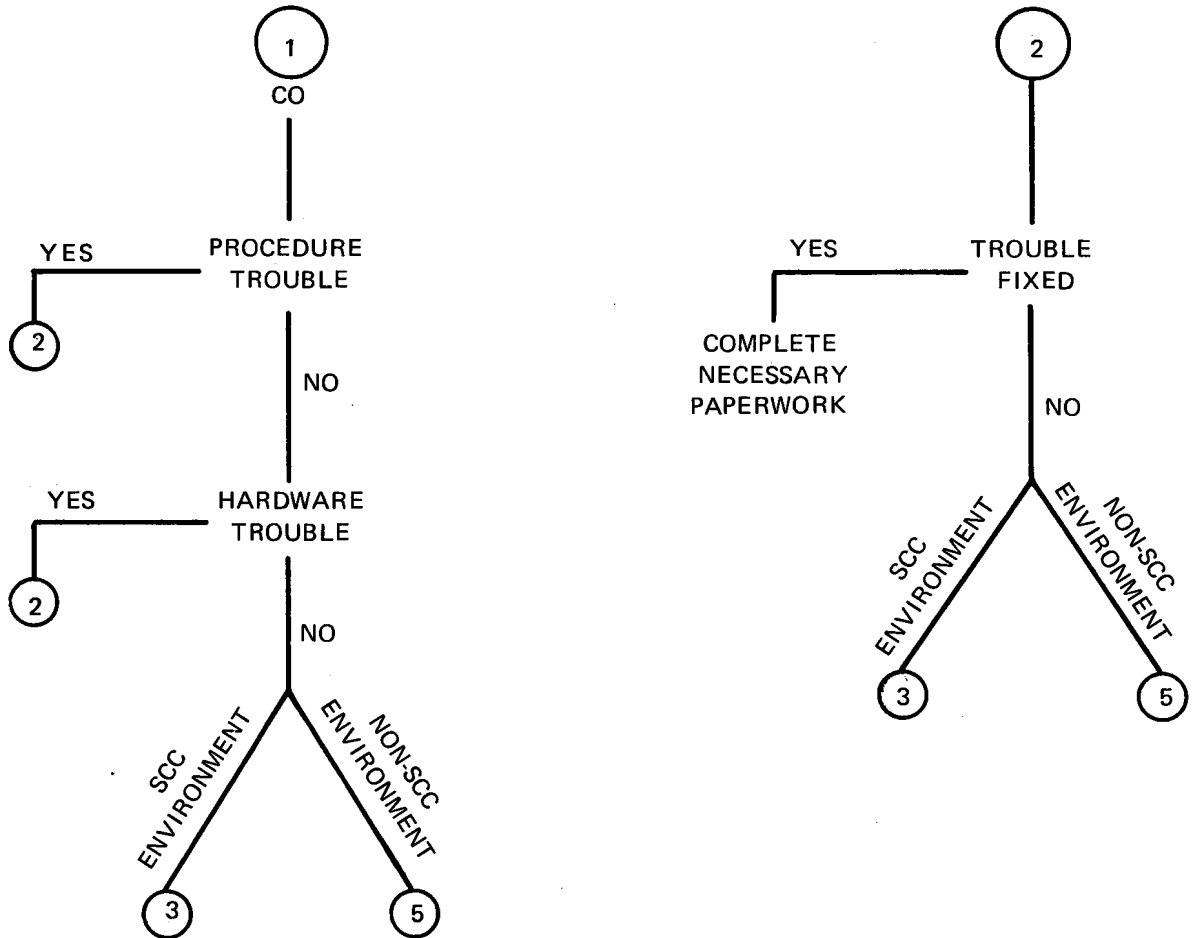 1
CO
YES
PROCEDURE
TROUBLE
2
NO
YES
HARDWARE
TROUBLE
2
NO
SCC
ENVIRONMENT
NON-SCC
ENVIRONMENT
3
5
2
YES
TROUBLE
FIXED
COMPLETE
NECESSARY
PAPERWORK
NO
SCC
ENVIRONMENT
NON-SCC
ENVIRONMENT
3
5